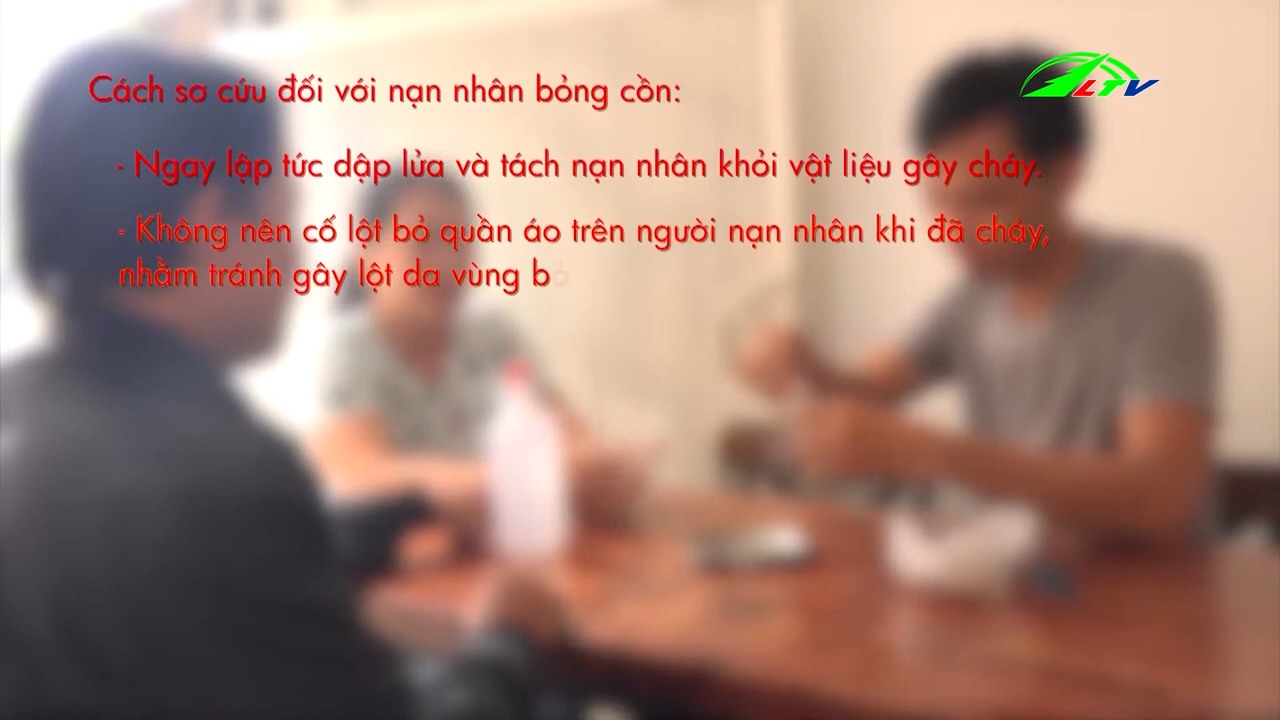 LTV
Cách sơ cứu đối với nạn nhân bỏng cồn:
- Ngay lập tức dập lửa và tách nạn nhân khỏi vật liệu gây cháy.
- Không nên cố lột bỏ quần áo trên người nạn nhân khi đã cháy,
nhằm tránh gây lột da vùng bỏ